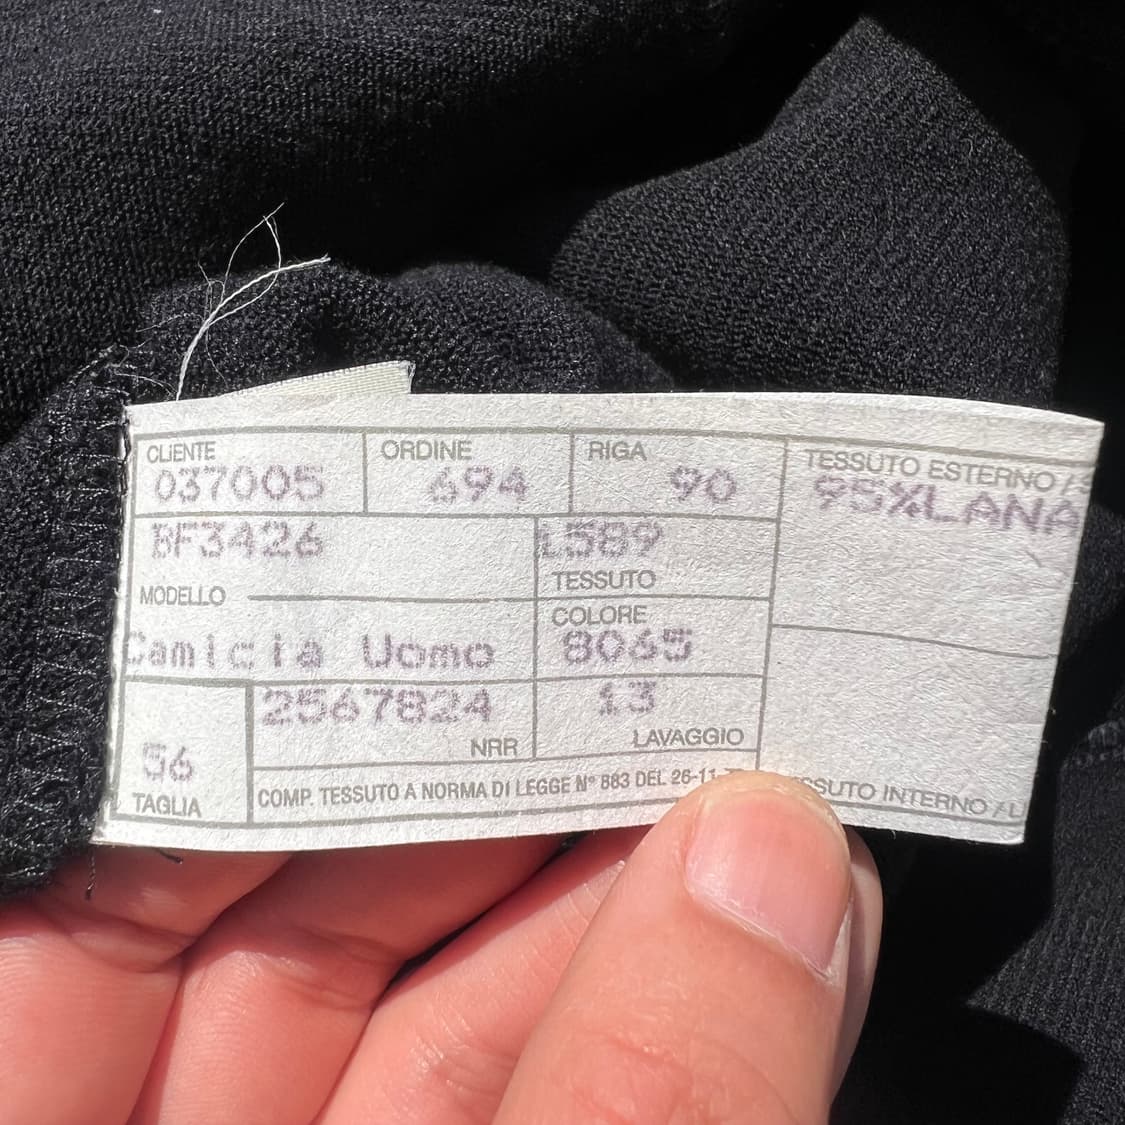 CLIENTE ORDINE RIGA TESSUTO ESTERNO /
037005 694 90 95%LANA
BF3426 L589
MODELLO TESSUTO
Camicia Uomo COLORE
8065
2567824 13
NRR LAVAGGIO
56
TAGLIA COMP. TESSUTO A NORMA DI LEGGE N° 883 DEL 26-11- TESSUTO INTERNO /